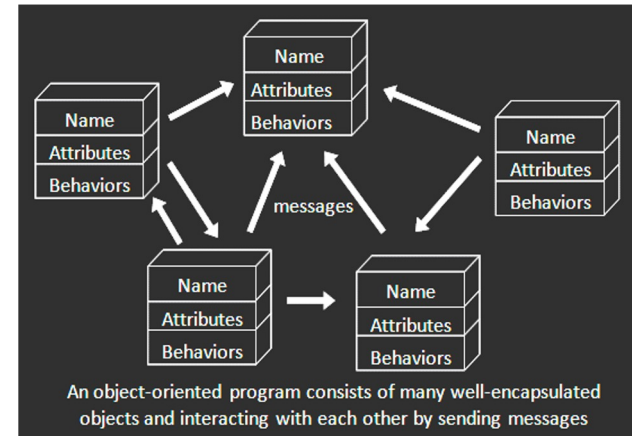 Name
Attributes
Behaviors
Name
Attributes
Behaviors
Name
Attributes
Behaviors
messages
Name
Attributes
Behaviors
Name
Attributes
Behaviors
An object-oriented program consists of many well-encapsulated
objects and interacting with each other by sending messages